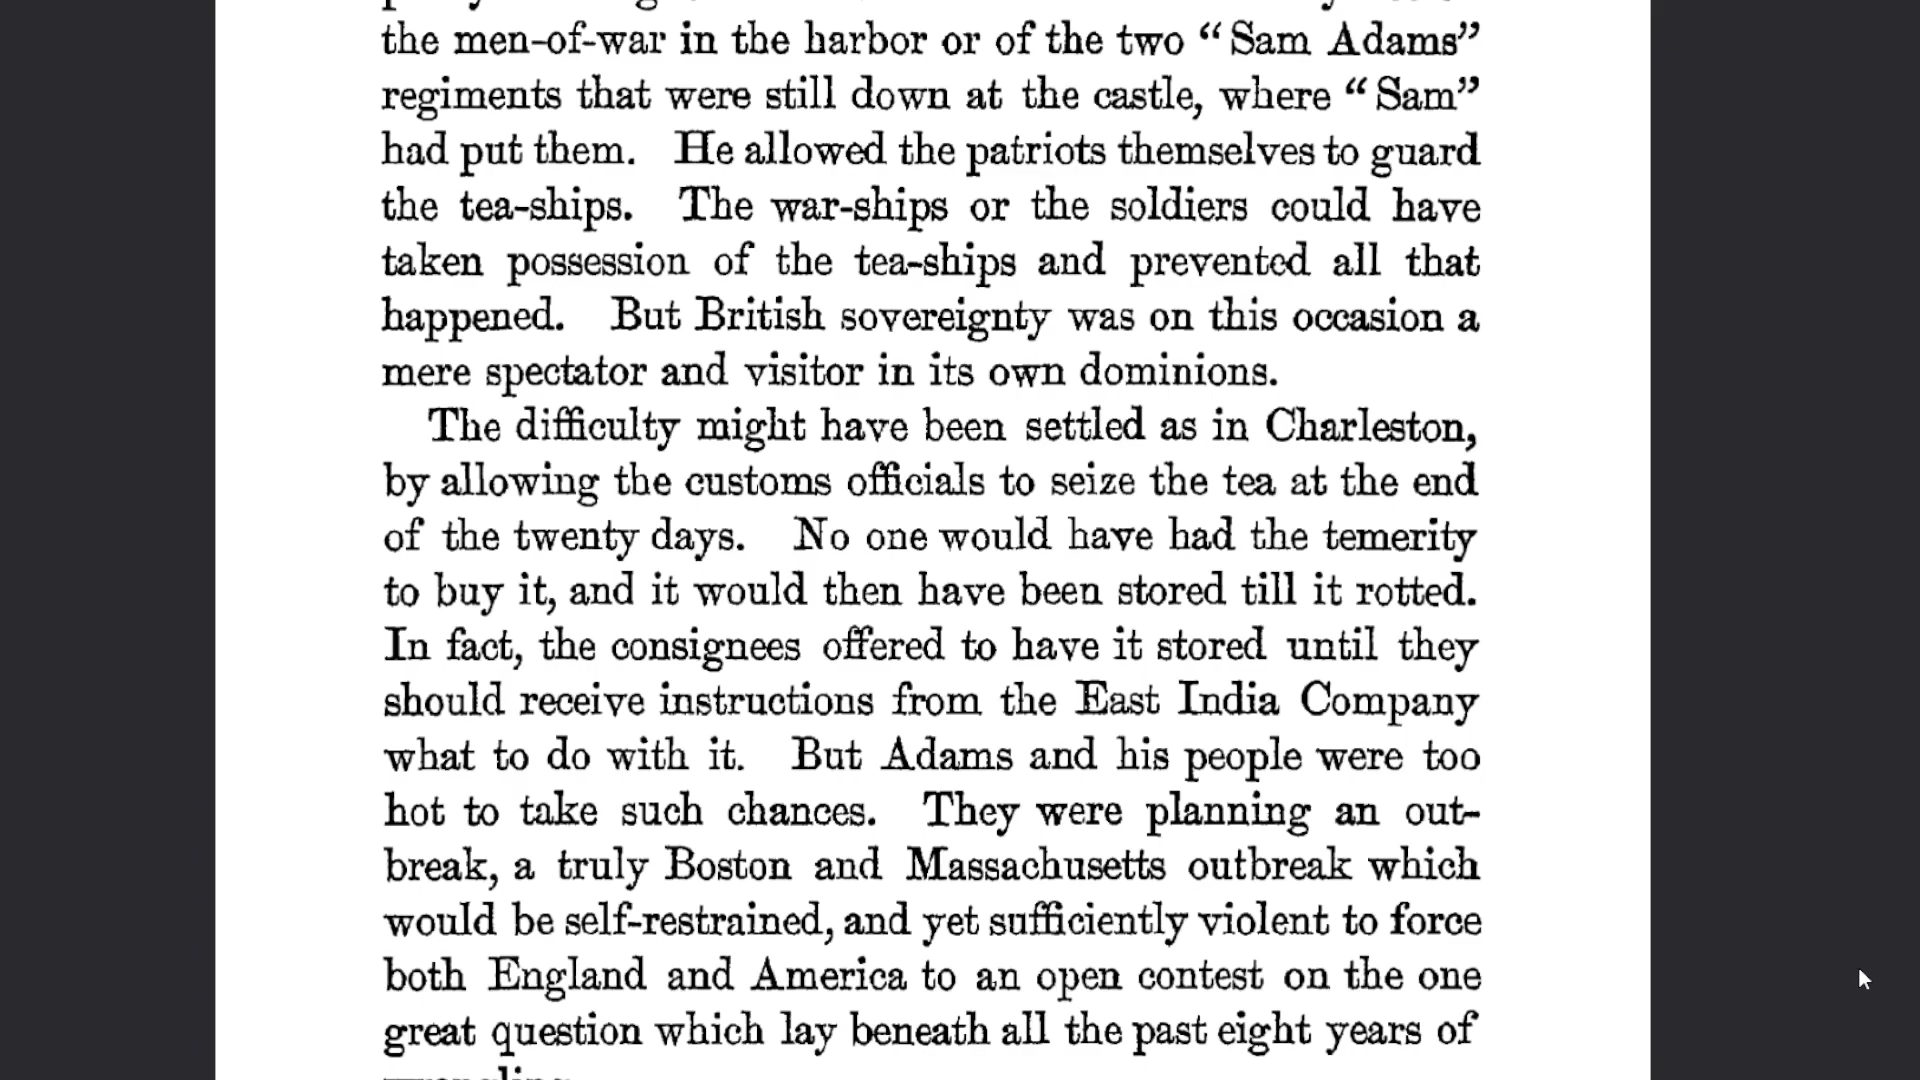 the men-of-war in the harbor or of the two “Sam Adams”
regiments that were still down at the castle, where “Sam”
had put them. He allowed the patriots themselves to guard
the tea-ships. The war-ships or the soldiers could have
taken possession of the tea-ships and prevented all that
happened. But British sovereignty was on this occasion a
mere spectator and visitor in its own dominions.
The difficulty might have been settled as in Charleston,
by allowing the customs officials to seize the tea at the end
of the twenty days. No one would have had the temerity
to buy it, and it would then have been stored till it rotted.
In fact, the consignees offered to have it stored until they
should receive instructions from the East India Company
what to do with it. But Adams and his people were too
hot to take such chances. They were planning an out-
break, a truly Boston and Massachusetts outbreak which
would be self-restrained, and yet sufficiently violent to force
both England and America to an open contest on the one
great question which lay beneath all the past eight years of